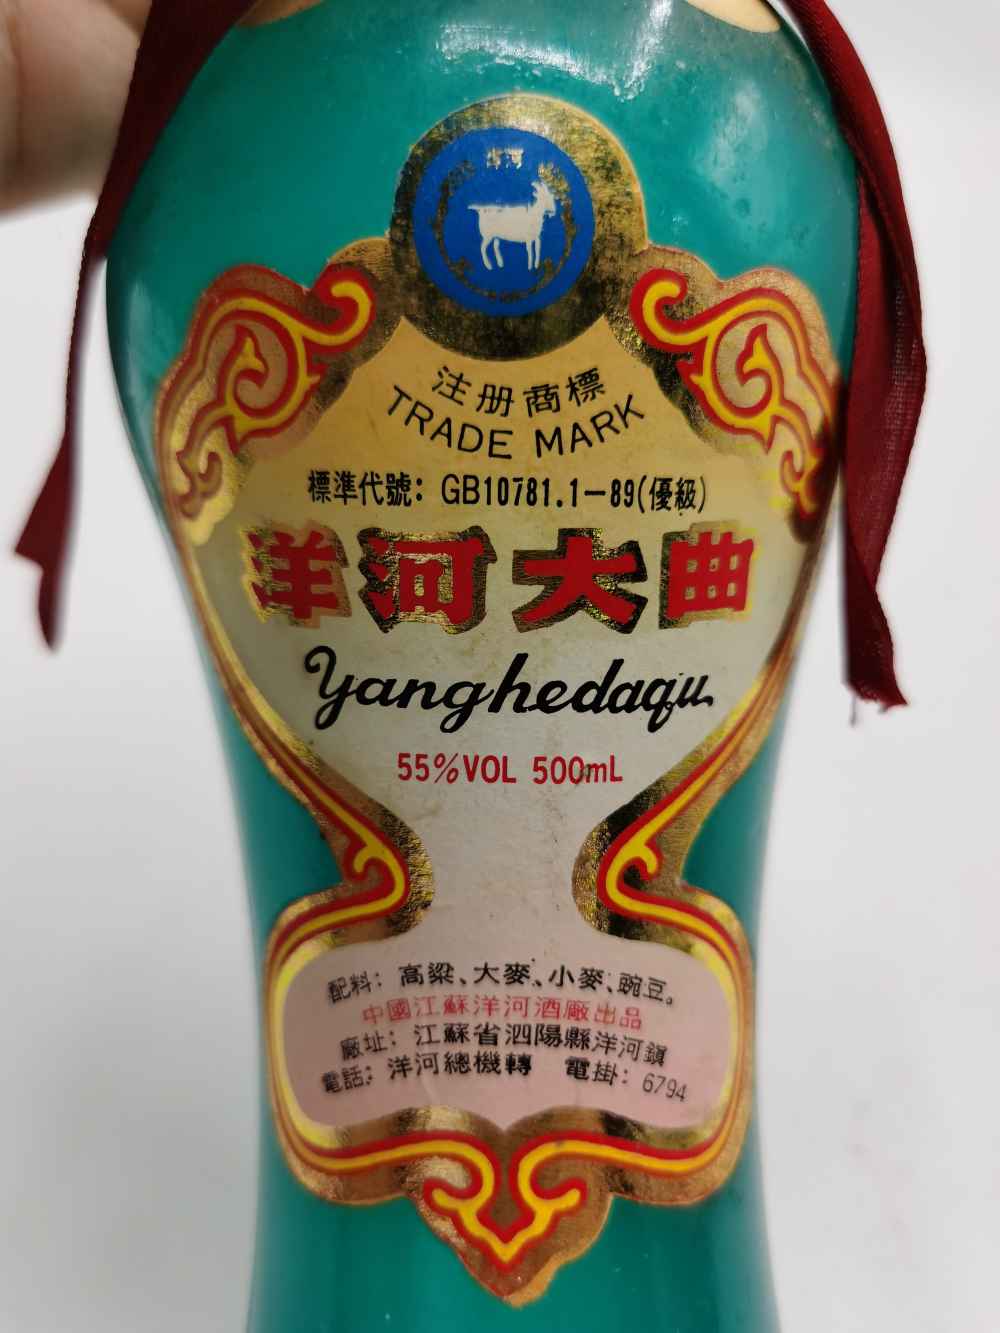 洋河
注册商標
TRADE MARK
標準代號：GB10781.1—89(優級)
洋河大曲
Yanghedaqu
55%VOL 500mL
配料：高粱、大麥、小麥、豌豆。
中國江蘇洋河酒廠出品
廠址：江蘇省泗陽縣洋河鎮
電話：洋河總機轉 電掛：6794